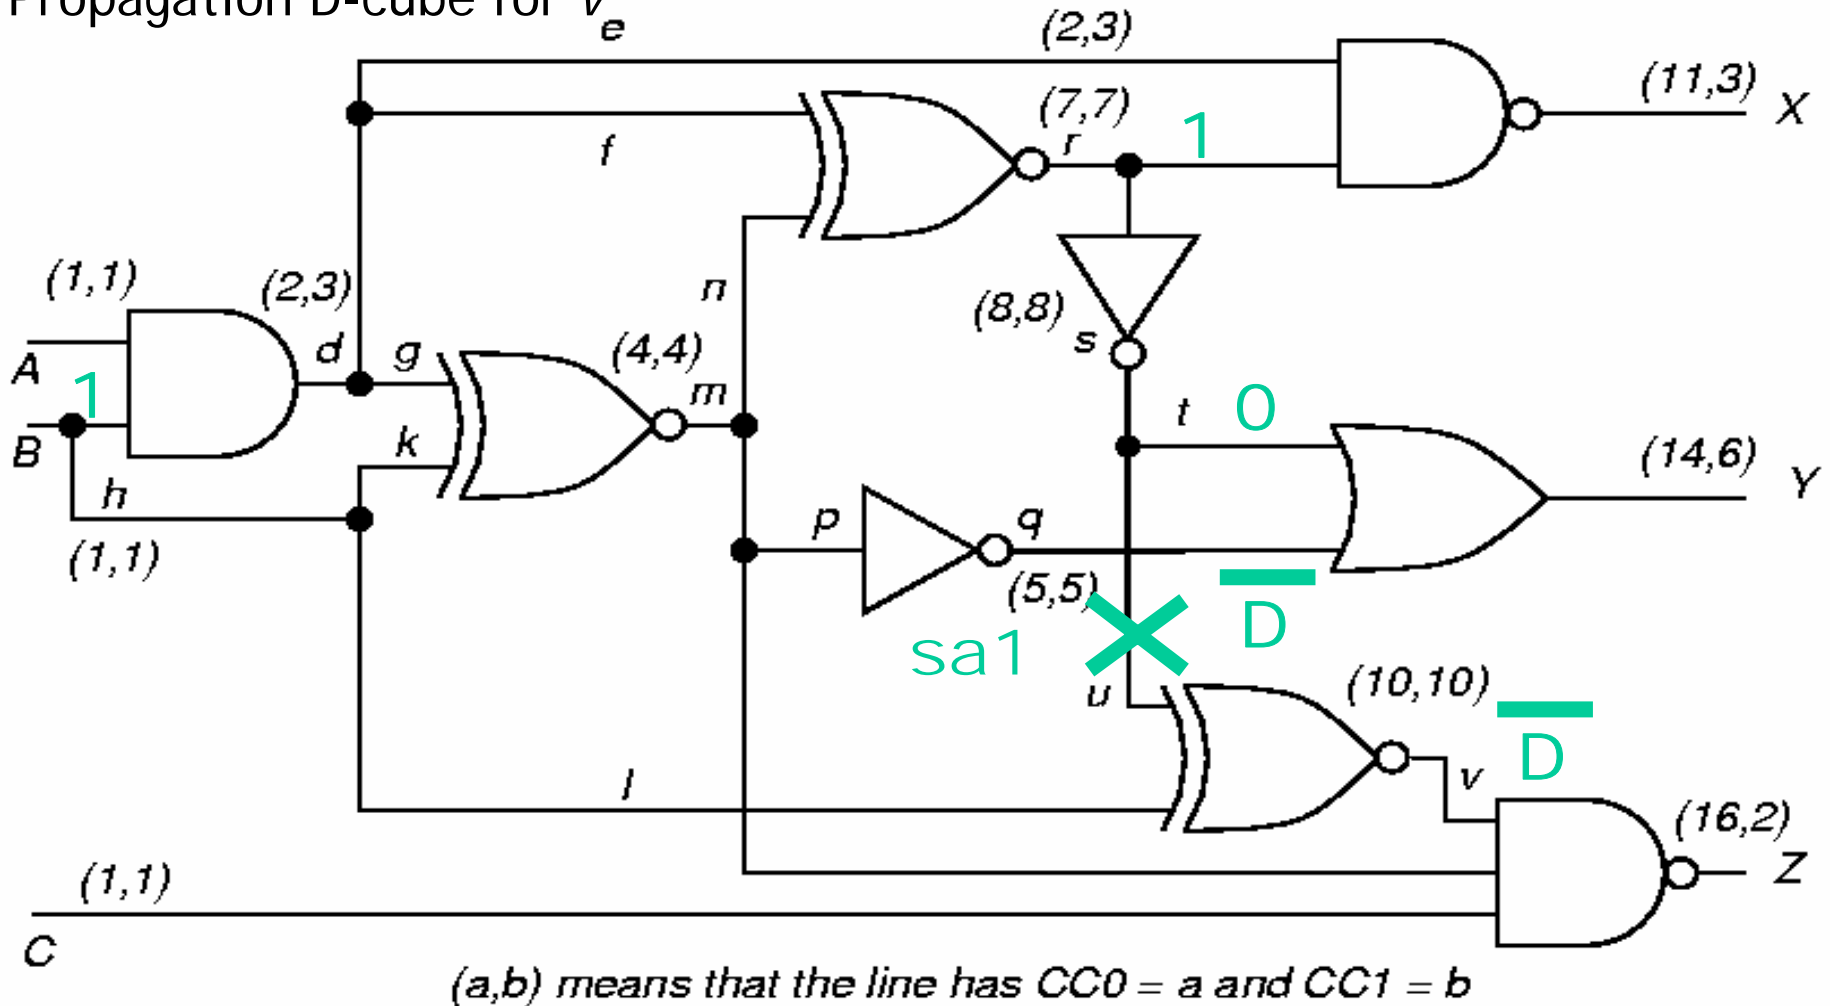 Propagation D-cube for v
e
(2,3)
(11,3)
X
(7,7)
r
1
f
(1,1)
(2,3)
n
(8,8)
s
A
d
g
(4,4)
m
1
B
k
t
0
(14,6)
Y
h
p
q
(1,1)
(5,5)
D
sa1
u
(10,10)
D
l
v
(16,2)
Z
(1,1)
C
(a,b) means that the line has CC0 = a and CC1 = b